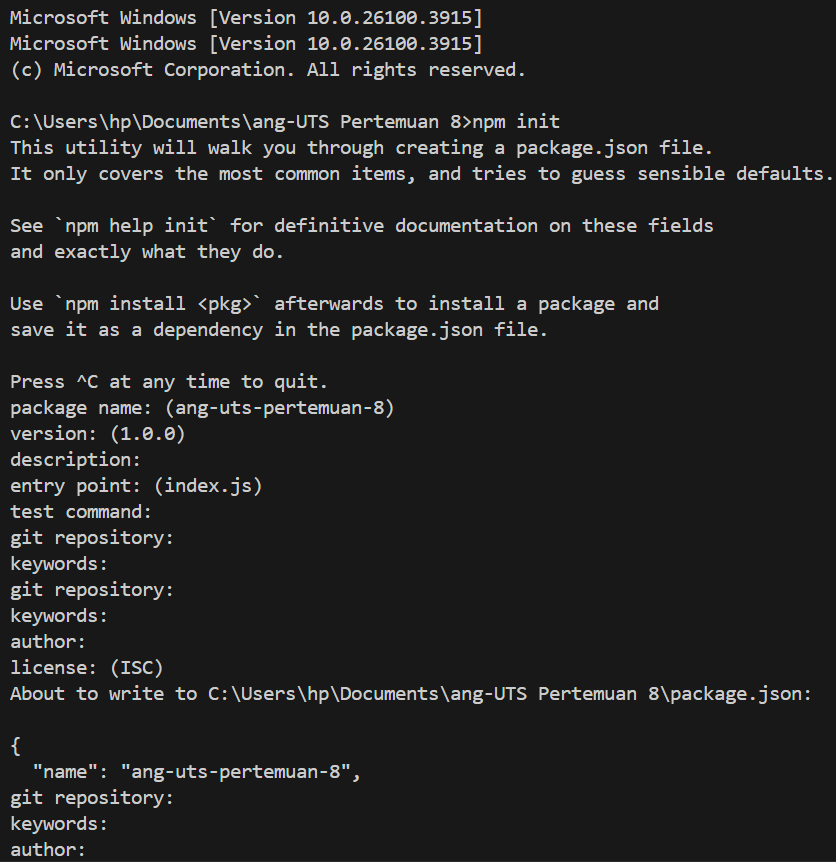 Microsoft Windows [Version 10.0.26100.3915]
Microsoft Windows [Version 10.0.26100.3915]
(c) Microsoft Corporation. All rights reserved.
C:\Users\hp\Documents\ang-UTS Pertemuan 8>npm init
This utility will walk you through creating a package.json file.
It only covers the most common items, and tries to guess sensible defaults.
See `npm help init` for definitive documentation on these fields
and exactly what they do.
Use `npm install <pkg>` afterwards to install a package and
save it as a dependency in the package.json file.
Press ^C at any time to quit.
package name: (ang-uts-pertemuan-8)
version: (1.0.0)
description:
entry point: (index.js)
test command:
git repository:
keywords:
git repository:
keywords:
author:
license: (ISC)
About to write to C:\Users\hp\Documents\ang-UTS Pertemuan 8\package.json:
{
  "name": "ang-uts-pertemuan-8",
git repository:
keywords:
author: